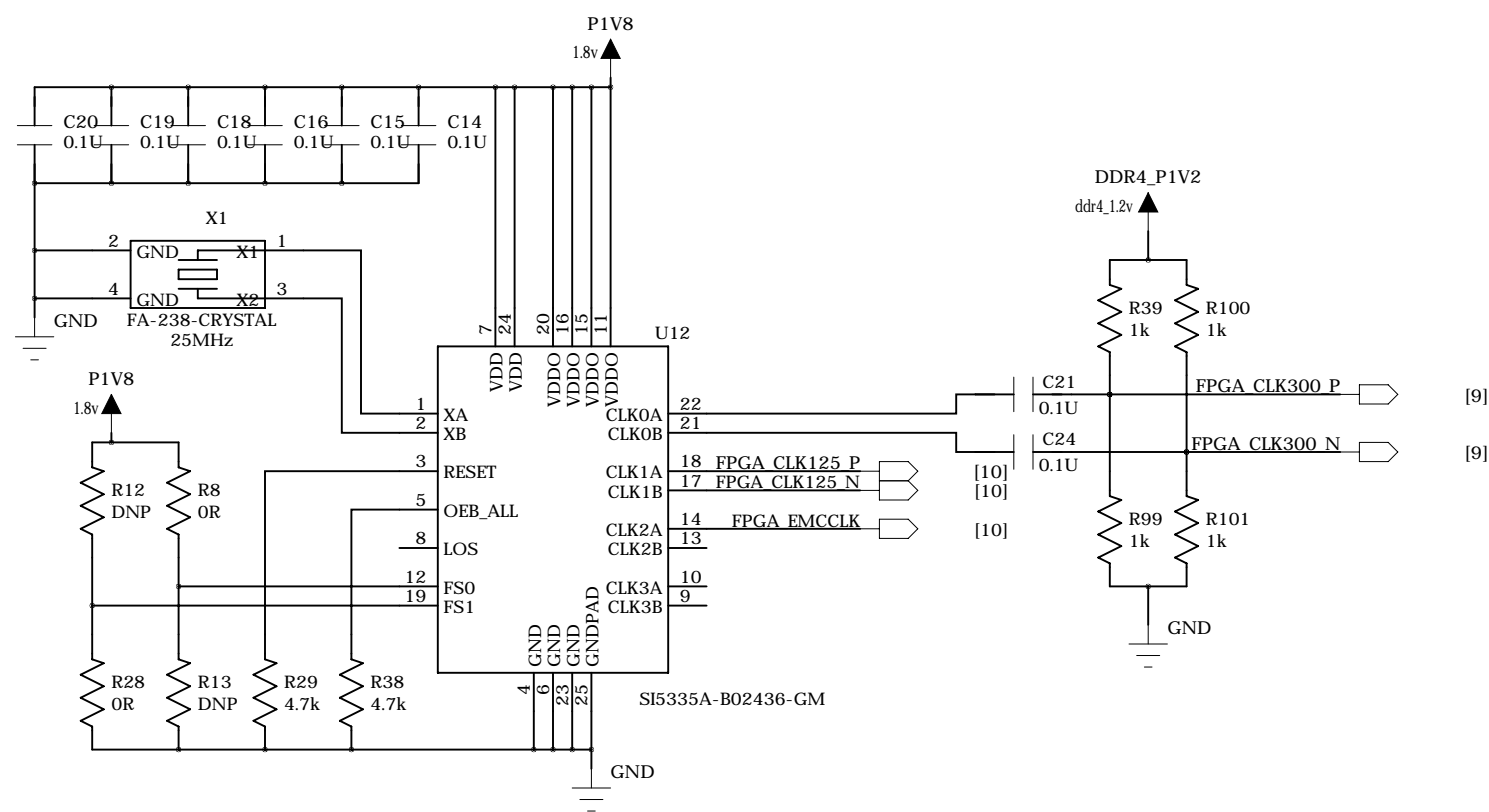 P1V8
1.8v
C20
0.1U
C19
0.1U
C18
0.1U
C16
0.1U
C15
0.1U
C14
0.1U
X1
2
GND
X1
1
4
GND
X2
3
GND
FA-238-CRYSTAL
25MHz
P1V8
1.8v
R12
DNP
R8
0R
R28
0R
R13
DNP
R29
4.7k
R38
4.7k
7
24
20
16
15
11
U12
VDD
VDD
VDDO
VDDO
VDDO
VDDO
1
XA
2
XB
3
RESET
5
OEB_ALL
8
LOS
12
FS0
19
FS1
CLK0A
22
CLK0B
21
CLK1A
18
FPGA_CLK125_P
[10]
CLK1B
17
FPGA_CLK125_N
[10]
CLK2A
14
FPGA_EMCCLK
[10]
CLK2B
13
CLK3A
10
CLK3B
9
GND
GND
GND
GNDPAD
4
6
23
25
SI5335A-B02436-GM
GND
DDR4_P1V2
ddr4_1.2v
R39
1k
R100
1k
C21
0.1U
FPGA_CLK300_P
[9]
C24
0.1U
FPGA_CLK300_N
[9]
R99
1k
R101
1k
GND